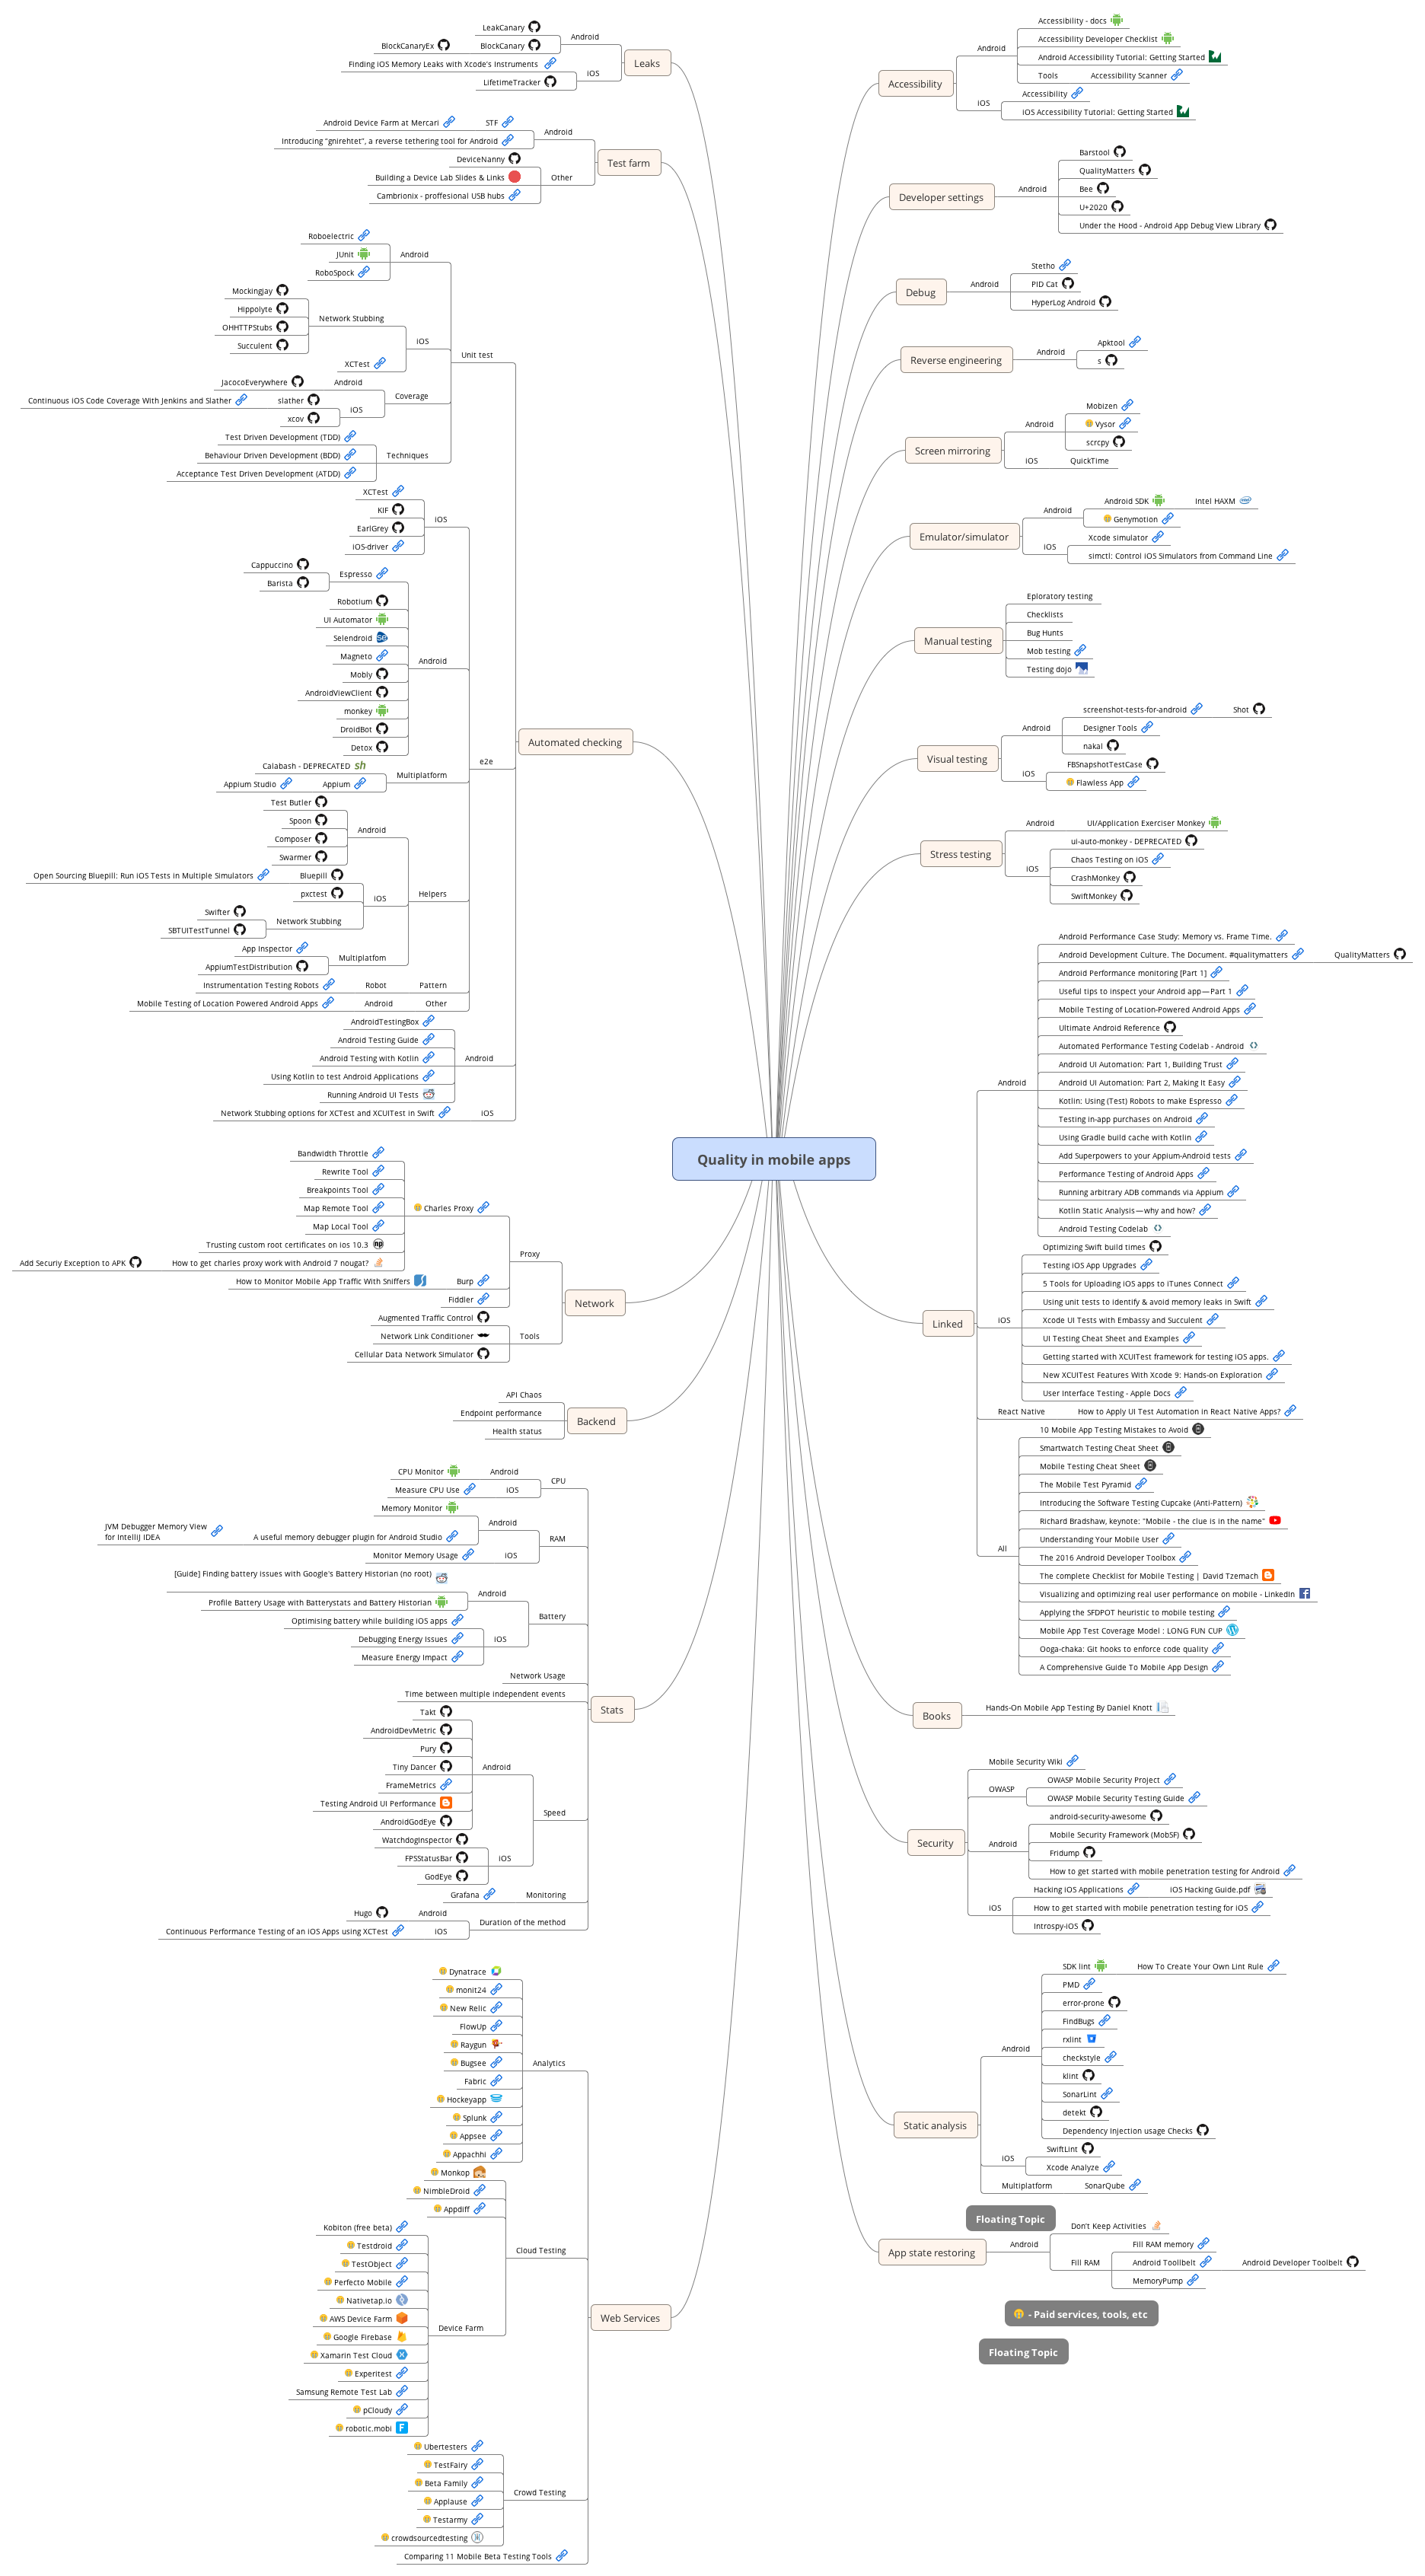 Quality in mobile apps
Leaks
Android
LeakCanary
BlockCanary
BlockCanaryEx
iOS
Finding iOS Memory Leaks with Xcode's Instruments
LifetimeTracker
Test farm
Android
STF
Android Device Farm at Mercari
Introducing "gnirehtet", a reverse tethering tool for Android
Other
DeviceNanny
Building a Device Lab Slides & Links
Cambrionix - proffesional USB hubs
Automated checking
Unit test
Android
Roboelectric
JUnit
RoboSpock
iOS
Network Stubbing
Mockingjay
Hippolyte
OHHTTPStubs
Succulent
XCTest
Coverage
Android
JacocoEverywhere
iOS
slather
Continuous iOS Code Coverage With Jenkins and Slather
xcov
Techniques
Test Driven Development (TDD)
Behaviour Driven Development (BDD)
Acceptance Test Driven Development (ATDD)
e2e
iOS
XCTest
KIF
EarlGrey
iOS-driver
Android
Espresso
Cappuccino
Barista
Robotium
UI Automator
Selendroid
Magneto
Mobly
AndroidViewClient
monkey
DroidBot
Detox
Multiplatform
Calabash - DEPRECATED
Appium
Appium Studio
Helpers
Android
Test Butler
Spoon
Composer
Swarmer
iOS
Bluepill
Open Sourcing Bluepill: Run iOS Tests in Multiple Simulators
pxctest
Network Stubbing
Swifter
SBTUITestTunnel
Multiplatfom
App Inspector
AppiumTestDistribution
Pattern
Robot
Instrumentation Testing Robots
Other
Android
Mobile Testing of Location Powered Android Apps
Android
AndroidTestingBox
Android Testing Guide
Android Testing with Kotlin
Using Kotlin to test Android Applications
Running Android UI Tests
iOS
Network Stubbing options for XCTest and XCUITest in Swift
Network
Proxy
Charles Proxy
Bandwidth Throttle
Rewrite Tool
Breakpoints Tool
Map Remote Tool
Map Local Tool
Trusting custom root certificates on ios 10.3
How to get charles proxy work with Android 7 nougat?
Add Securiy Exception to APK
Burp
How to Monitor Mobile App Traffic With Sniffers
Fiddler
Tools
Augmented Traffic Control
Network Link Conditioner
Cellular Data Network Simulator
Backend
API Chaos
Endpoint performance
Health status
Stats
CPU
Android
CPU Monitor
iOS
Measure CPU Use
RAM
Android
Memory Monitor
A useful memory debugger plugin for Android Studio
JVM Debugger Memory View
for IntelliJ IDEA
iOS
Monitor Memory Usage
Battery
Android
[Guide] Finding battery issues with Google's Battery Historian (no root)
Profile Battery Usage with Batterystats and Battery Historian
iOS
Optimising battery while building iOS apps
Debugging Energy Issues
Measure Energy Impact
Network Usage
Time between multiple independent events
Speed
Android
Takt
AndroidDevMetric
Pury
Tiny Dancer
FrameMetrics
Testing Android UI Performance
AndroidGodEye
iOS
WatchdogInspector
FPSStatusBar
GodEye
Monitoring
Grafana
Duration of the method
Android
Hugo
iOS
Continuous Performance Testing of an iOS Apps using XCTest
Web Services
Analytics
Dynatrace
monit24
New Relic
FlowUp
Raygun
Bugsee
Fabric
Hockeyapp
Splunk
Appsee
Appachhi
Cloud Testing
Monkop
NimbleDroid
Appdiff
Device Farm
Kobiton (free beta)
Testdroid
TestObject
Perfecto Mobile
Nativetap.io
AWS Device Farm
Google Firebase
Xamarin Test Cloud
Experitest
Samsung Remote Test Lab
pCloudy
robotic.mobi
Crowd Testing
Ubertesters
TestFairy
Beta Family
Applause
Testarmy
crowdsourcedtesting
Comparing 11 Mobile Beta Testing Tools
Accessibility
Android
Accessibility - docs
Accessibility Developer Checklist
Android Accessibility Tutorial: Getting Started
Tools
Accessibility Scanner
iOS
Accessibility
iOS Accessibility Tutorial: Getting Started
Developer settings
Android
Barstool
QualityMatters
Bee
U+2020
Under the Hood - Android App Debug View Library
Debug
Android
Stetho
PID Cat
HyperLog Android
Reverse engineering
Android
Apktool
s
Screen mirroring
Android
Mobizen
Vysor
scrcpy
iOS
QuickTime
Emulator/simulator
Android
Android SDK
Intel HAXM
Genymotion
iOS
Xcode simulator
simctl: Control iOS Simulators from Command Line
Manual testing
Eploratory testing
Checklists
Bug Hunts
Mob testing
Testing dojo
Visual testing
Android
screenshot-tests-for-android
Shot
Designer Tools
nakal
iOS
FBSnapshotTestCase
Flawless App
Stress testing
Android
UI/Application Exerciser Monkey
iOS
ui-auto-monkey - DEPRECATED
Chaos Testing on iOS
CrashMonkey
SwiftMonkey
Linked
Android
Android Performance Case Study: Memory vs. Frame Time.
Android Development Culture. The Document. #qualitymatters
QualityMatters
Android Performance monitoring [Part 1]
Useful tips to inspect your Android app — Part 1
Mobile Testing of Location-Powered Android Apps
Ultimate Android Reference
Automated Performance Testing Codelab - Android
Android UI Automation: Part 1, Building Trust
Android UI Automation: Part 2, Making It Easy
Kotlin: Using (Test) Robots to make Espresso
Testing in-app purchases on Android
Using Gradle build cache with Kotlin
Add Superpowers to your Appium-Android tests
Performance Testing of Android Apps
Running arbitrary ADB commands via Appium
Kotlin Static Analysis — why and how?
Android Testing Codelab
iOS
Optimizing Swift build times
Testing iOS App Upgrades
5 Tools for Uploading iOS apps to iTunes Connect
Using unit tests to identify & avoid memory leaks in Swift
Xcode UI Tests with Embassy and Succulent
UI Testing Cheat Sheet and Examples
Getting started with XCUITest framework for testing iOS apps.
New XCUITest Features With Xcode 9: Hands-on Exploration
User Interface Testing - Apple Docs
React Native
How to Apply UI Test Automation in React Native Apps?
All
10 Mobile App Testing Mistakes to Avoid
Smartwatch Testing Cheat Sheet
Mobile Testing Cheat Sheet
The Mobile Test Pyramid
Introducing the Software Testing Cupcake (Anti-Pattern)
Richard Bradshaw, keynote: "Mobile - the clue is in the name"
Understanding Your Mobile User
The 2016 Android Developer Toolbox
The complete Checklist for Mobile Testing | David Tzemach
Visualizing and optimizing real user performance on mobile - LinkedIn
Applying the SFDPOT heuristic to mobile testing
Mobile App Test Coverage Model : LONG FUN CUP
Ooga-chaka: Git hooks to enforce code quality
A Comprehensive Guide To Mobile App Design
Books
Hands-On Mobile App Testing By Daniel Knott
Security
Mobile Security Wiki
OWASP
OWASP Mobile Security Project
OWASP Mobile Security Testing Guide
Android
android-security-awesome
Mobile Security Framework (MobSF)
Fridump
How to get started with mobile penetration testing for Android
iOS
Hacking iOS Applications
iOS Hacking Guide.pdf
How to get started with mobile penetration testing for iOS
Introspy-iOS
Static analysis
Android
SDK lint
How To Create Your Own Lint Rule
PMD
error-prone
FindBugs
rxlint
checkstyle
klint
SonarLint
detekt
Dependency Injection usage Checks
iOS
SwiftLint
Xcode Analyze
Multiplatform
SonarQube
Floating Topic
App state restoring
Android
Don't Keep Activities
Fill RAM
Fill RAM memory
Android Toollbelt
Android Developer Toolbelt
MemoryPump
- Paid services, tools, etc
Floating Topic